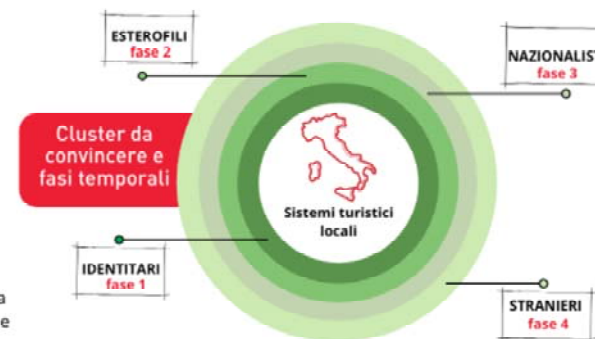 ESTEROFILI
fase 2
NAZIONALIST
fase 3
Cluster da
convincere e
fasi temporali
Sistemi turistici
locali
IDENTITARI
fase 1
STRANIERI
fase 4
a
e